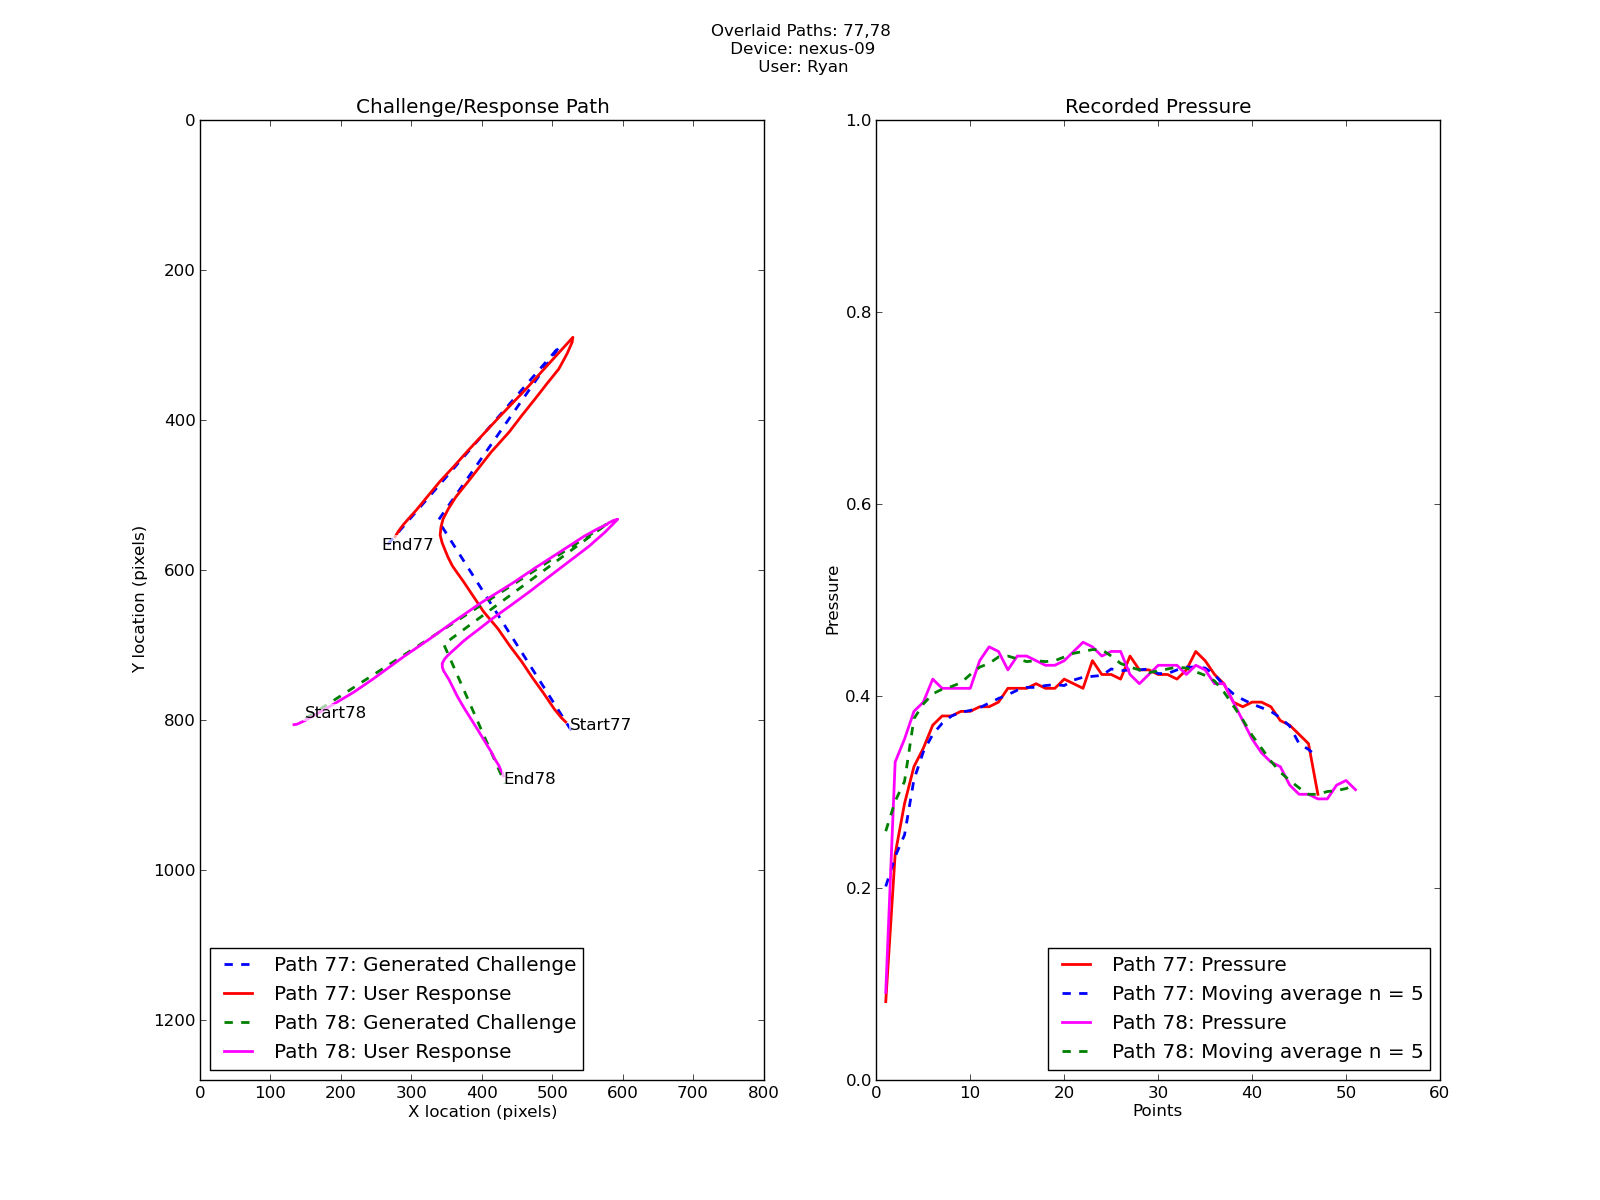 Overlaid Paths: 77,78
Device: nexus-09
User: Ryan
Challenge/Response Path
0
200
400
600
800
1000
1200
Y location (pixels)
End77
Start78
Start77
End78
Path 77: Generated Challenge
Path 77: User Response
Path 78: Generated Challenge
Path 78: User Response
0 100 200 300 400 500 600 700 800
X location (pixels)
Recorded Pressure
1.0
0.8
0.6
0.4
0.2
0.0
Pressure
Path 77: Pressure
Path 77: Moving average n = 5
Path 78: Pressure
Path 78: Moving average n = 5
0 10 20 30 40 50 60
Points